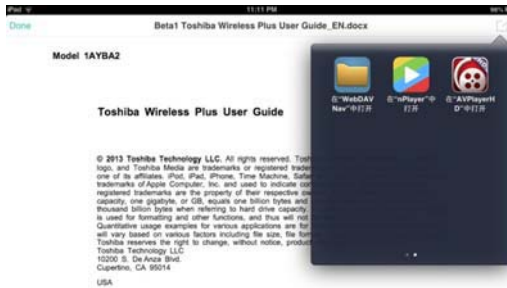 iPad
11:11 PM
98%
Done
Beta1 Toshiba Wireless Plus User Guide_EN.docx
Model 1AYBA2
Toshiba Wireless Plus User Guide
在“WebDAV
Nav”中打开
在“nPlayer”中
打开
在“AVPlayerH
D”中打开
© 2013 Toshiba Technology LLC. All rights reserved. Tosh
logo, and Toshiba Media are trademarks or registered trade
one of its affiliates. iPod, iPad, iPhone, Time Machine, Safa
trademarks of Apple Computer, Inc. and used to indicate con
registered trademarks are the property of their respective ow
capacity, one gigabyte, or GB, equals one billion bytes and
thousand billion bytes when referring to hard drive capacity.
is used for formatting and other functions, and thus will not
Quantitative usage examples for various applications are for
will vary based on various factors including file size, file for
Toshiba reserves the right to change, without notice, product
Toshiba Technology LLC
10200 S. De Anza Blvd.
Cupertino, CA 95014
USA